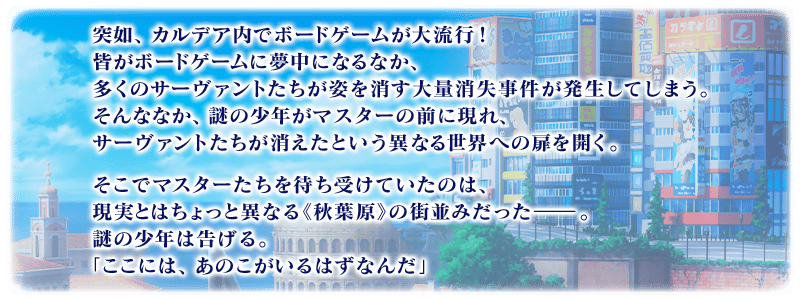 突如、カルデア内でボードゲームが大流行！
皆がボードゲームに夢中になるなか、
多くのサーヴァントたちが姿を消す大量消失事件が発生してしまう。
そんななか、謎の少年がマスターの前に現れ、
サーヴァントたちが消えたという異なる世界への扉を開く。
そこでマスターたちを待ち受けていたのは、
現実とはちょっと異なる《秋葉原》の街並みだった――。
謎の少年は告げる。
「ここには、あのこがいるはずなんだ」
カラオケ